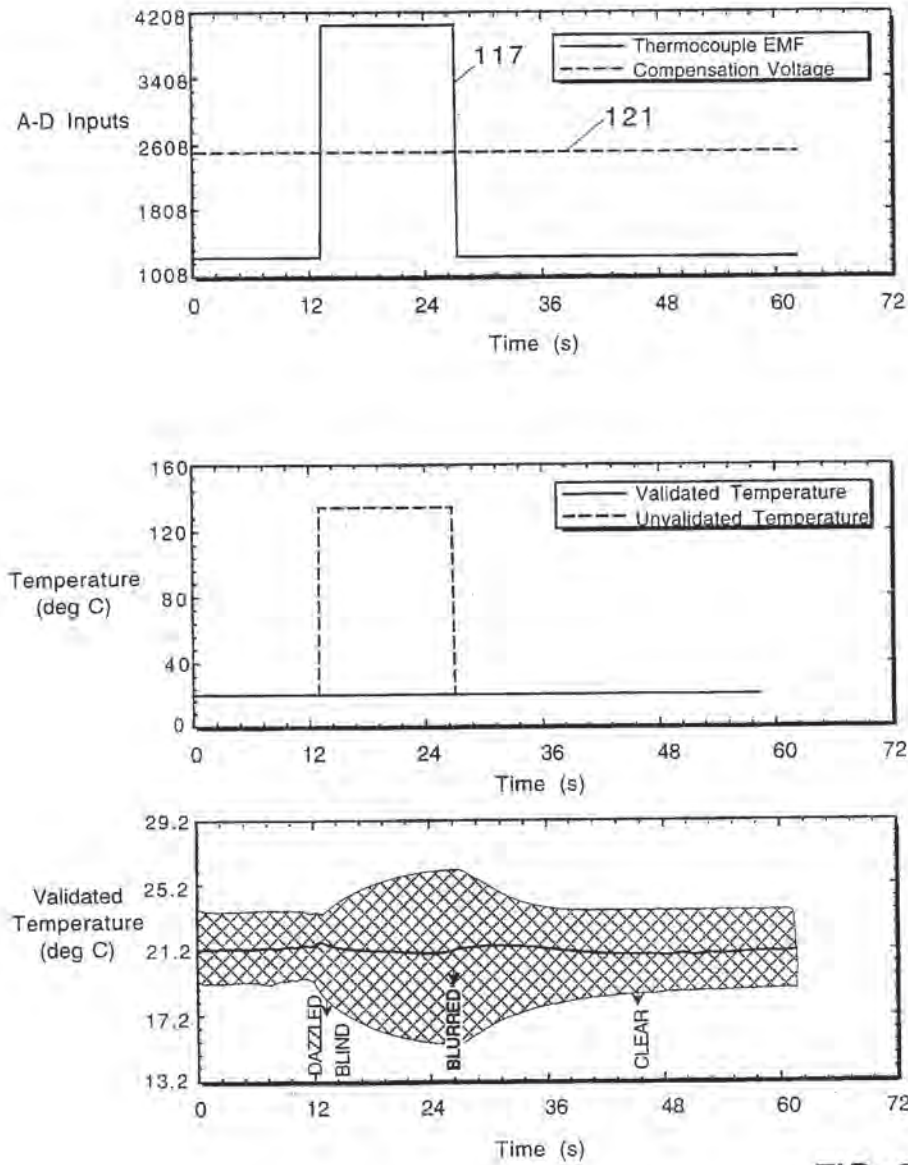 4208
3408
2608
1808
1008
A-D Inputs
Thermocouple EMF
Compensation Voltage
117
121
0 12 24 36 48 60 72
Time (s)
160
120
80
40
0
Temperature
(deg C)
Validated Temperature
Unvalidated Temperature
0 12 24 36 48 60 72
Time (s)
29.2
25.2
21.2
17.2
13.2
Validated
Temperature
(deg C)
DAZZLED
BLIND
BLURRED
CLEAR
0 12 24 36 48 60 72
Time (s)